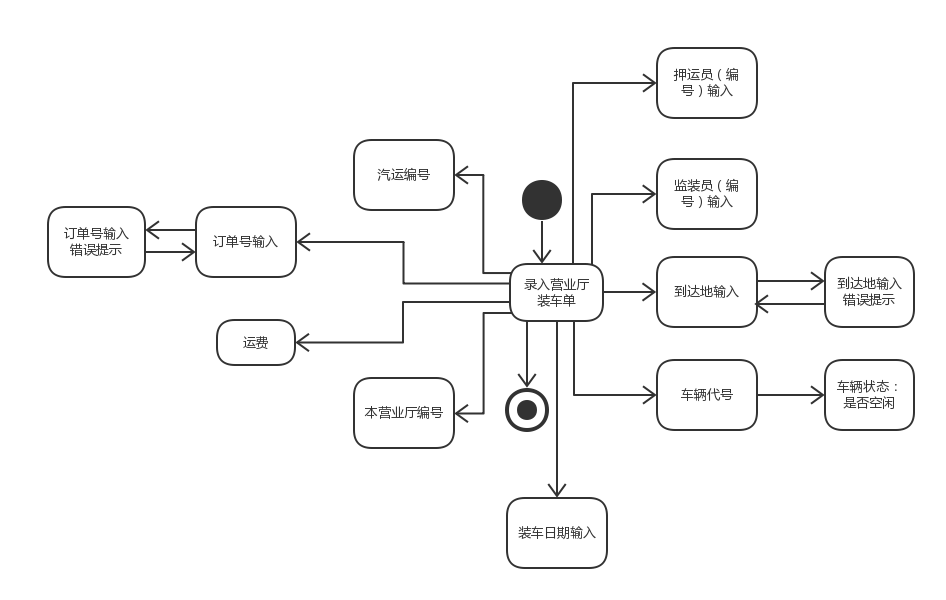 押运员（编
号）输入
汽运编号
监装员（编
号）输入
订单号输入
错误提示
订单号输入
录入营业厅
装车单
到达地输入
到达地输入
错误提示
运费
本营业厅编号
车辆代号
车辆状态：
是否空闲
装车日期输入